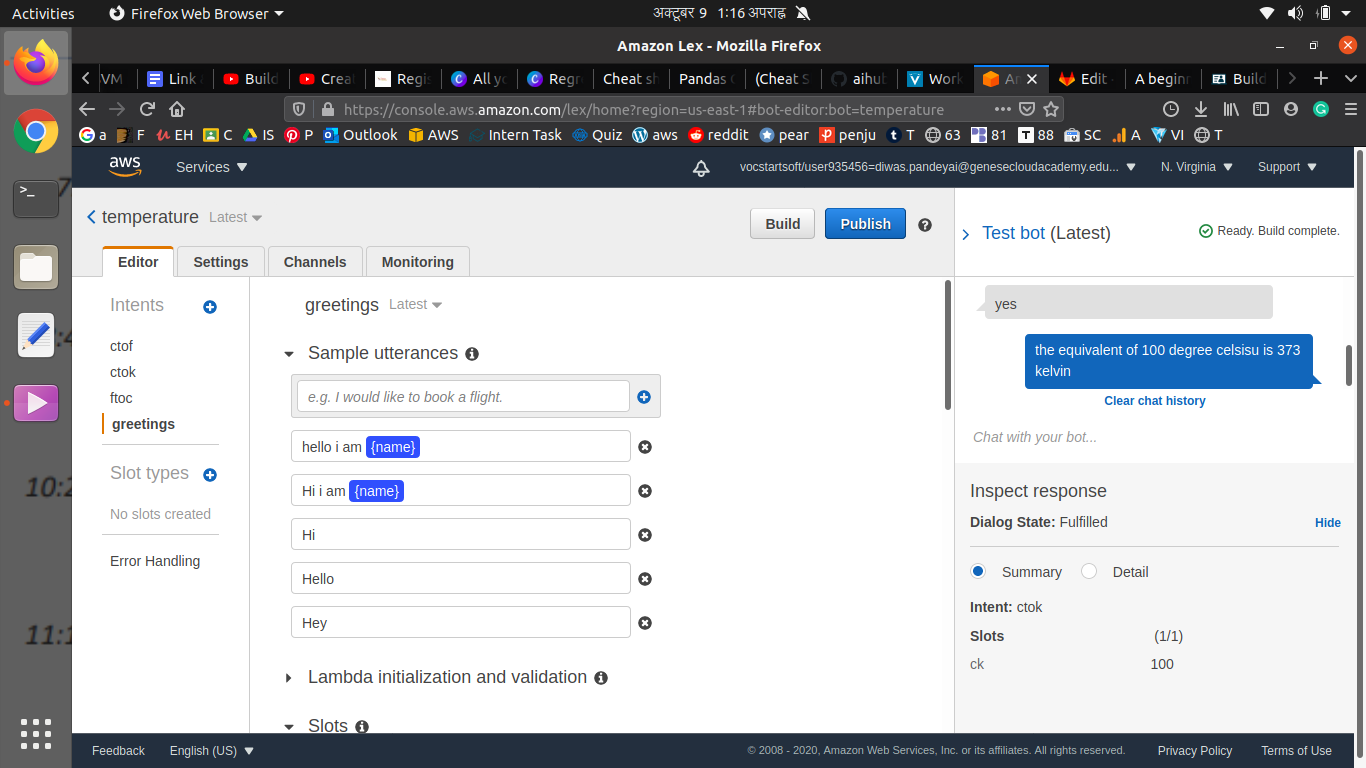 Activities
Firefox Web Browser
अक्टूबर 9 1:16 अपराह्न
Amazon Lex - Mozilla Firefox
VM
Link
Build
Crea
Regis
All yo
Regre
Cheat sh
Pandas
(Cheat S
aihub
Work
An
Edit -
A beginn
Build
https://console.aws.amazon.com/lex/home?region=us-east-1#bot-editor:bot=temperature
a
F
EH
C
IS
P
Outlook
AWS
Intern Task
Quiz
aws
reddit
pear
penju
T
63
81
88
SC
A
VI
T
aws
Services
vocstartsoft/user935456=diwas.pandeyai@genesecloudacademy.edu...
N. Virginia
Support
temperature Latest
Build
Publish
Editor
Settings
Channels
Monitoring
Intents
ctof
ctok
ftoc
greetings
Slot types
No slots created
Error Handling
greetings Latest
Sample utterances
e.g. I would like to book a flight.
hello i am {name}
Hi i am {name}
Hi
Hello
Hey
Lambda initialization and validation
Slots
Test bot (Latest)
Ready. Build complete.
yes
the equivalent of 100 degree celsisu is 373
kelvin
Clear chat history
Chat with your bot...
Inspect response
Dialog State: Fulfilled
Hide
Summary
Detail
Intent: ctok
Slots (1/1)
ck 100
10:2
11:1
Feedback
English (US)
© 2008 - 2020, Amazon Web Services, Inc. or its affiliates. All rights reserved.
Privacy Policy
Terms of Use